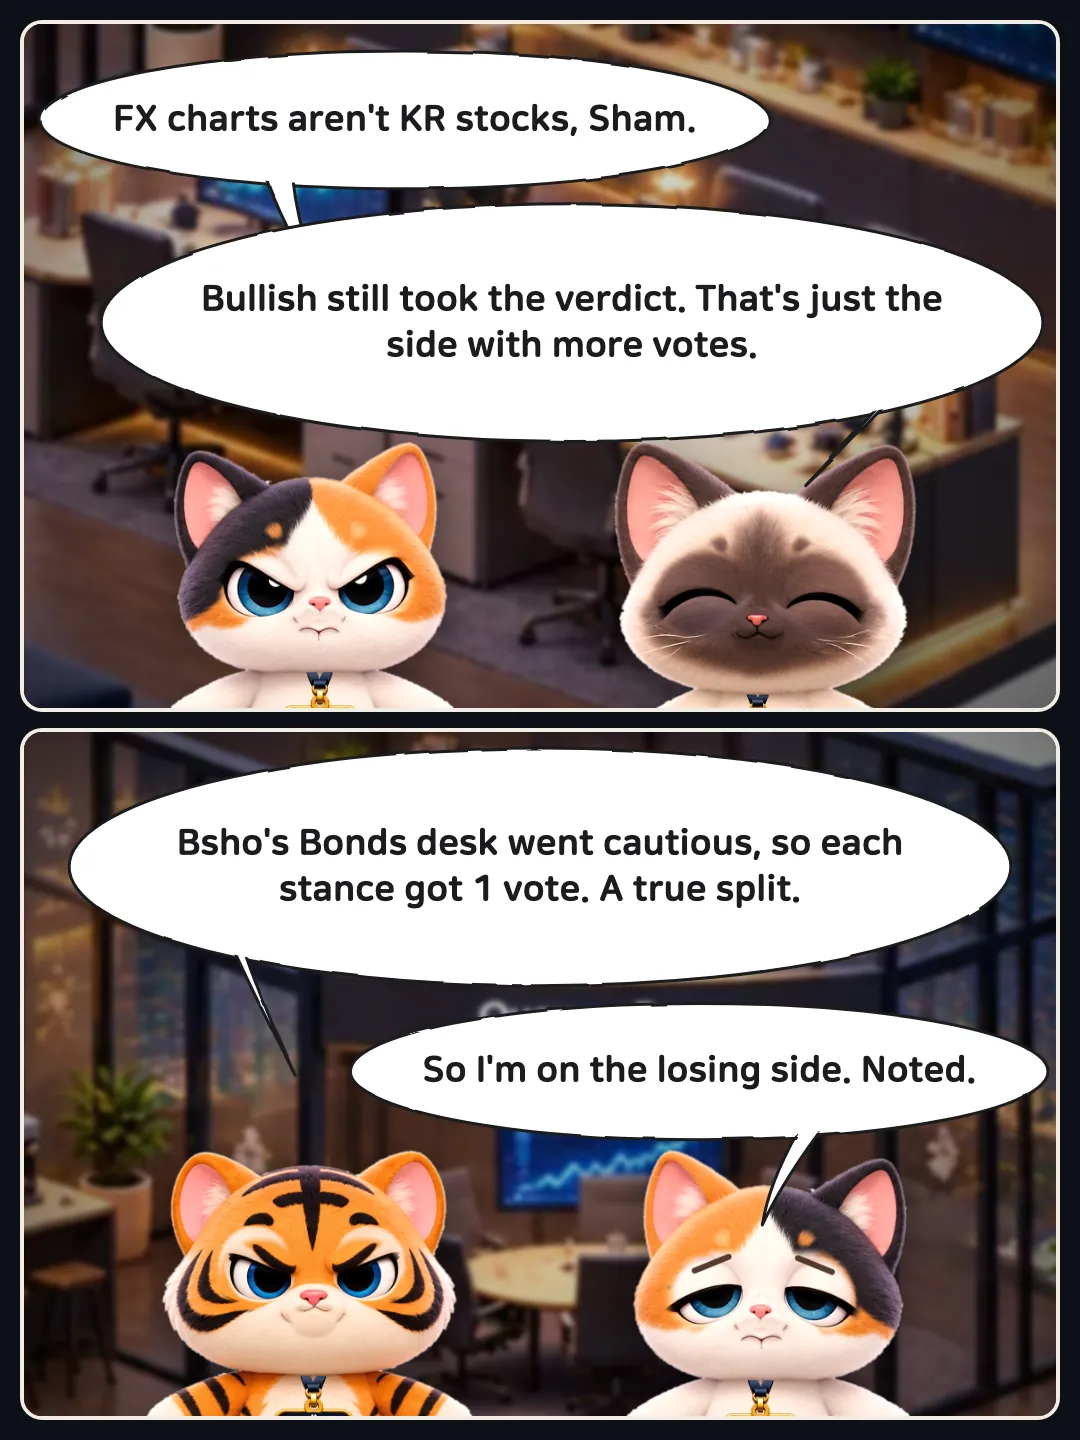 FX charts aren't KR stocks, Sham.
Bullish still took the verdict. That's just the
side with more votes.
Bsho's Bonds desk went cautious, so each
stance got 1 vote. A true split.
So I'm on the losing side. Noted.